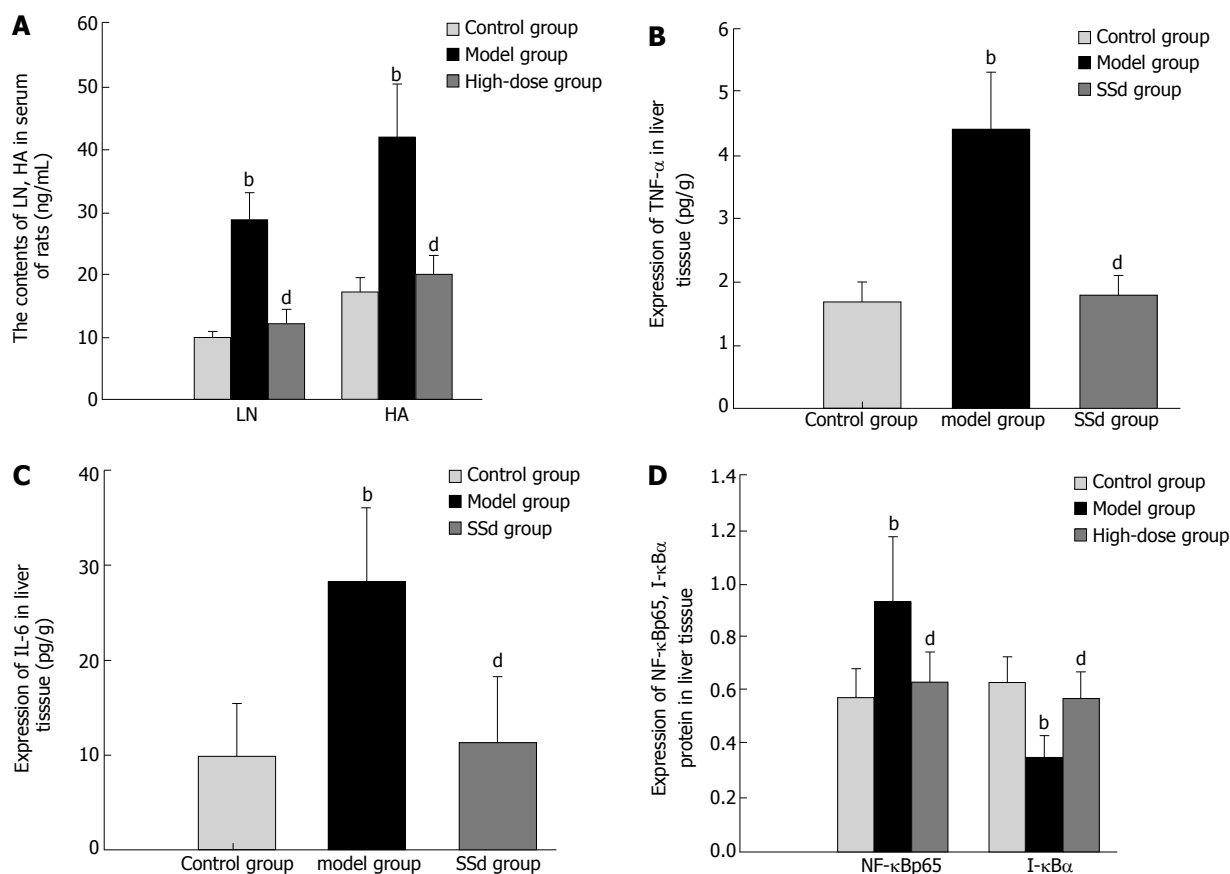 A
60
50
40
30
20
10
0
The contents of LN, HA in serum
of rats (ng/mL)
Control group
Model group
High-dose group
b
d
b
d
LN
HA
B
6
5
4
3
2
1
0
Expression of TNF-α in liver
tisssue (pg/g)
Control group
Model group
SSd group
b
d
Control group
model group
SSd group
C
40
30
20
10
0
Expression of IL-6 in liver
tisssue (pg/g)
Control group
Model group
SSd group
b
d
Control group
model group
SSd group
D
1.4
1.2
1.0
0.8
0.6
0.4
0.2
0.0
Expression of NF-κBp65, I-κBα
protein in liver tisssue
Control group
Model group
High-dose group
b
d
b
d
NF-κBp65
I-κBα